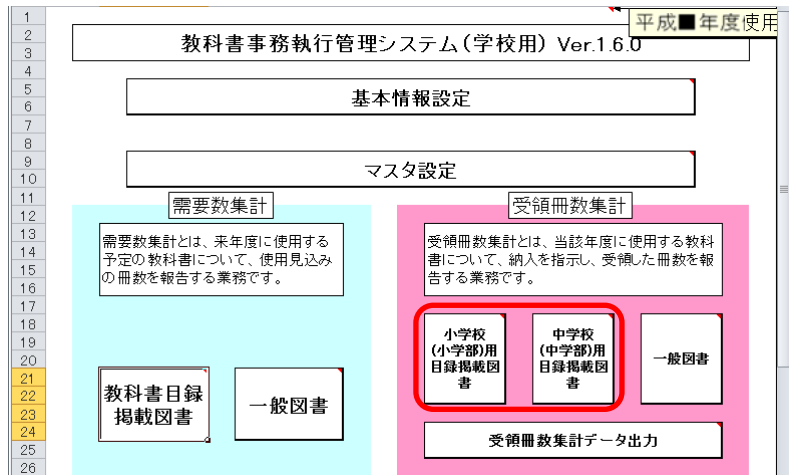 平成■年度使用
教科書事務執行管理システム(学校用) Ver.1.6.0
基本情報設定
マスタ設定
需要数集計
需要数集計とは、来年度に使用する
予定の教科書について、使用見込み
の冊数を報告する業務です。
教科書目録
掲載図書
一般図書
受領冊数集計
受領冊数集計とは、当該年度に使用する教科
書について、納入を指示し、受領した冊数を報
告する業務です。
小学校
(小学部)用
目録掲載図
書
中学校
(中学部)用
目録掲載図
書
一般図書
受領冊数集計データ出力
1
2
3
4
5
6
7
8
9
10
11
12
13
14
15
16
17
18
19
20
21
22
23
24
25
26